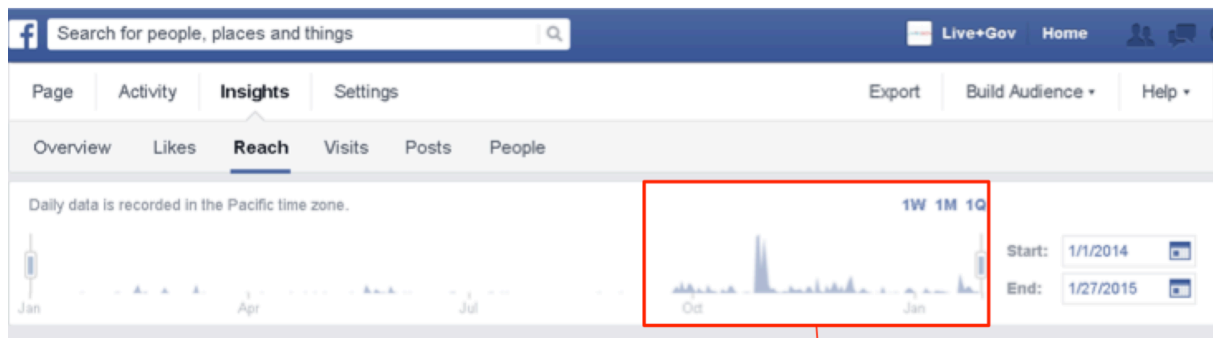 f Search for people, places and things Live+Gov Home
Page Activity Insights Settings Export Build Audience Help
Overview Likes Reach Visits Posts People
Daily data is recorded in the Pacific time zone. 1W 1M 1Q
Start: 1/1/2014
End: 1/27/2015
Jan Apr Jul Oct Jan